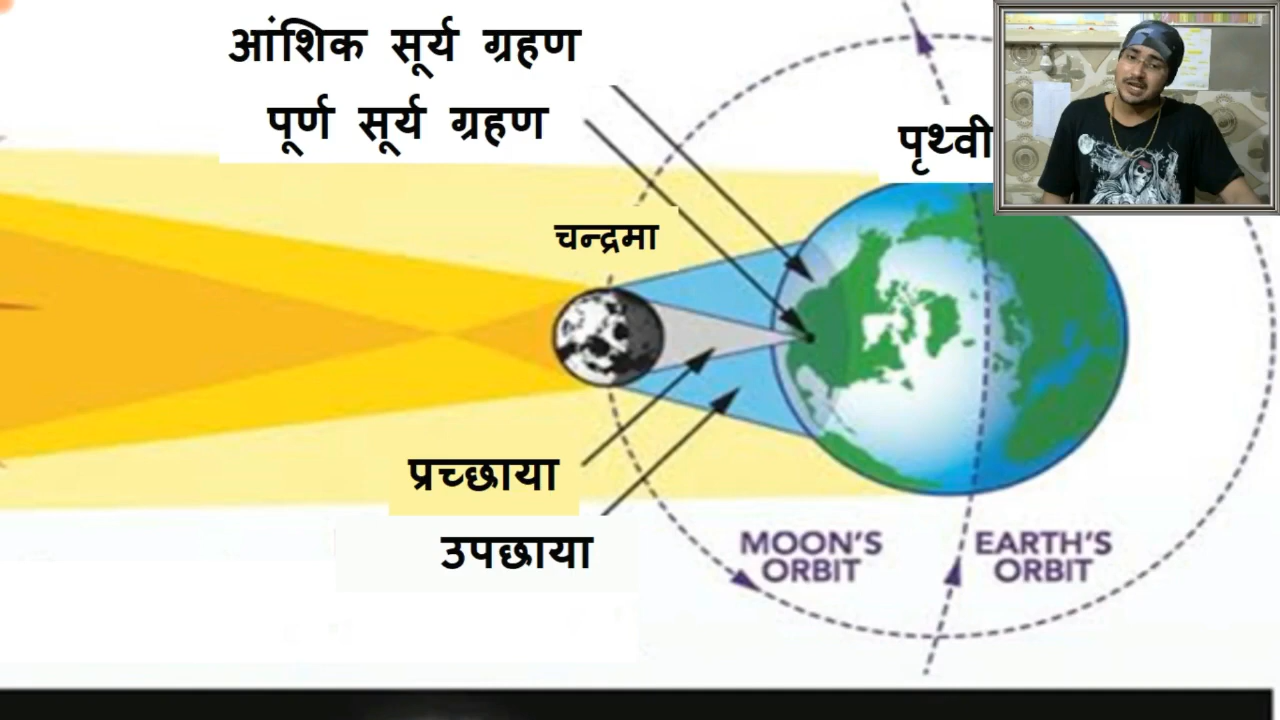 आंशिक सूर्य ग्रहण
पूर्ण सूर्य ग्रहण
पृथ्वी
चन्द्रमा
प्रच्छाया
उपछाया
MOON'S
ORBIT
EARTH'S
ORBIT